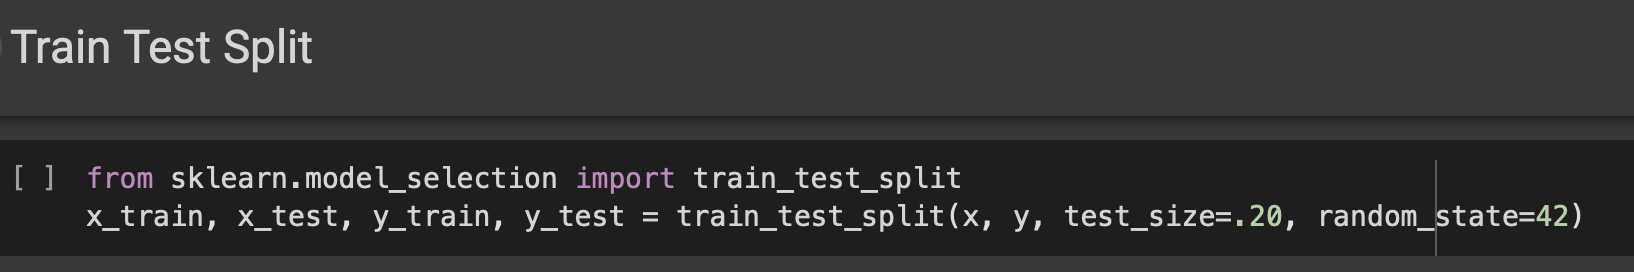 Train Test Split
[ ] from sklearn.model_selection import train_test_split
x_train, x_test, y_train, y_test = train_test_split(x, y, test_size=.20, random_state=42)